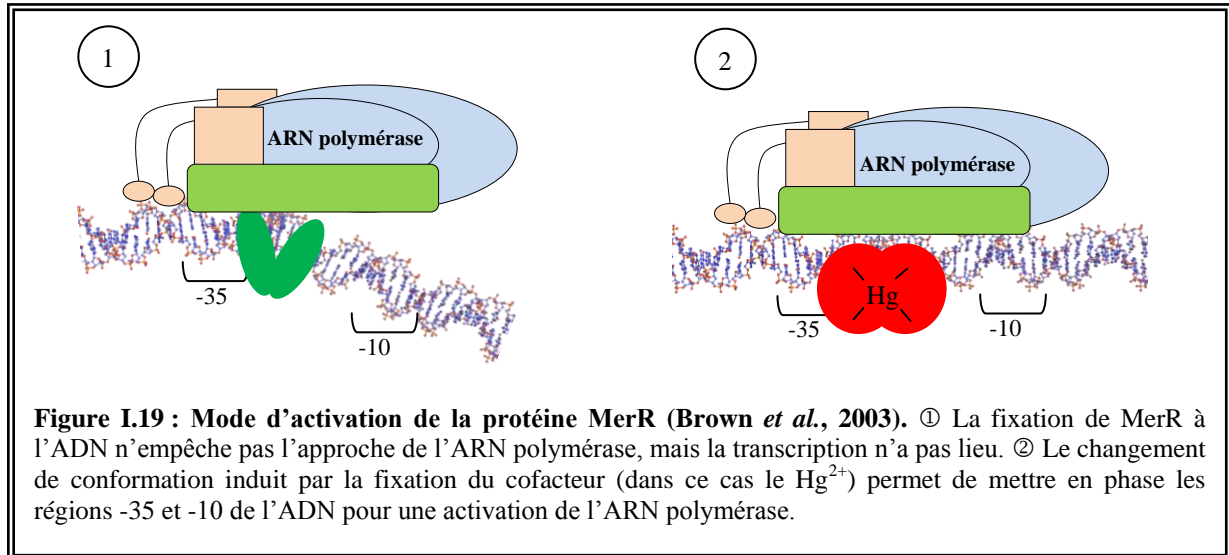 1
2
ARN polymérase
ARN polymérase
-35
-10
Hg
-35
-10
Figure I.19 : Mode d’activation de la protéine MerR (Brown et al., 2003). ① La fixation de MerR à
l’ADN n’empêche pas l’approche de l’ARN polymérase, mais la transcription n’a pas lieu. ② Le changement
de conformation induit par la fixation du cofacteur (dans ce cas le Hg²⁺) permet de mettre en phase les
régions -35 et -10 de l’ADN pour une activation de l’ARN polymérase.